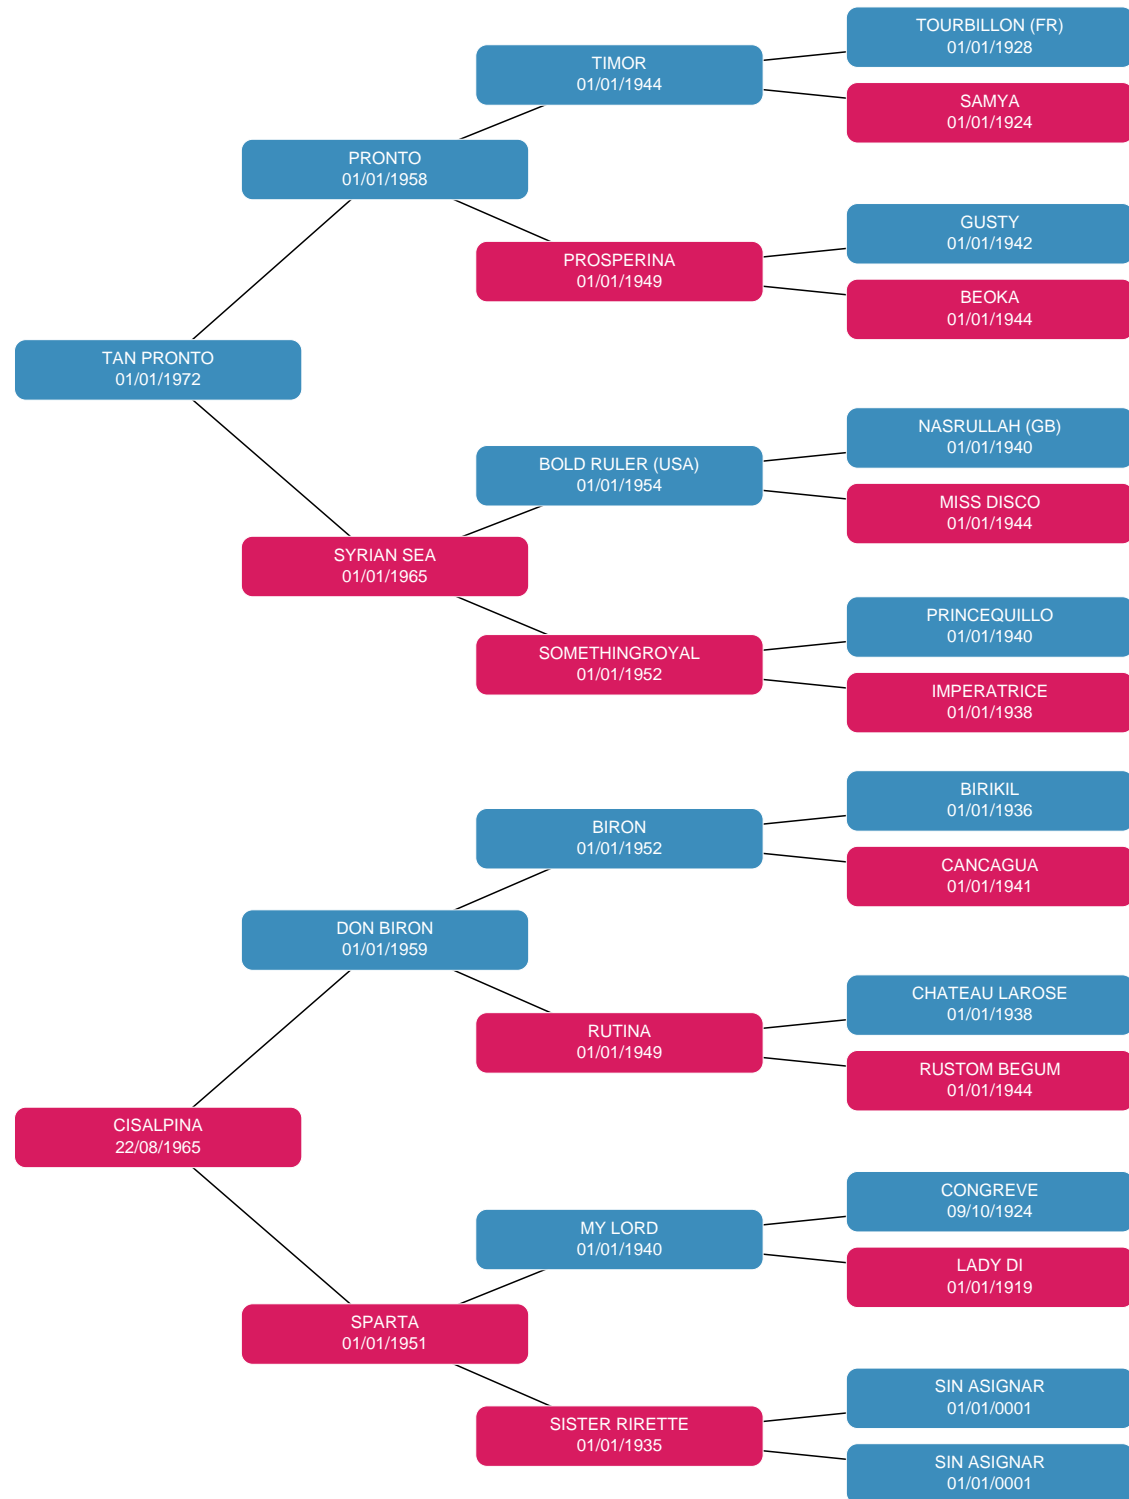 TOURBILLON (FR)
01/01/1928
TIMOR
01/01/1944
SAMYA
01/01/1924
PRONTO
01/01/1958
GUSTY
01/01/1942
PROSPERINA
01/01/1949
BEOKA
01/01/1944
TAN PRONTO
01/01/1972
NASRULLAH (GB)
01/01/1940
BOLD RULER (USA)
01/01/1954
MISS DISCO
01/01/1944
SYRIAN SEA
01/01/1965
PRINCEQUILLO
01/01/1940
SOMETHINGROYAL
01/01/1952
IMPERATRICE
01/01/1938
BIRIKIL
01/01/1936
BIRON
01/01/1952
CANCAGUA
01/01/1941
DON BIRON
01/01/1959
CHATEAU LAROSE
01/01/1938
RUTINA
01/01/1949
RUSTOM BEGUM
01/01/1944
CISALPINA
22/08/1965
CONGREVE
09/10/1924
MY LORD
01/01/1940
LADY DI
01/01/1919
SPARTA
01/01/1951
SIN ASIGNAR
01/01/0001
SISTER RIRETTE
01/01/1935
SIN ASIGNAR
01/01/0001